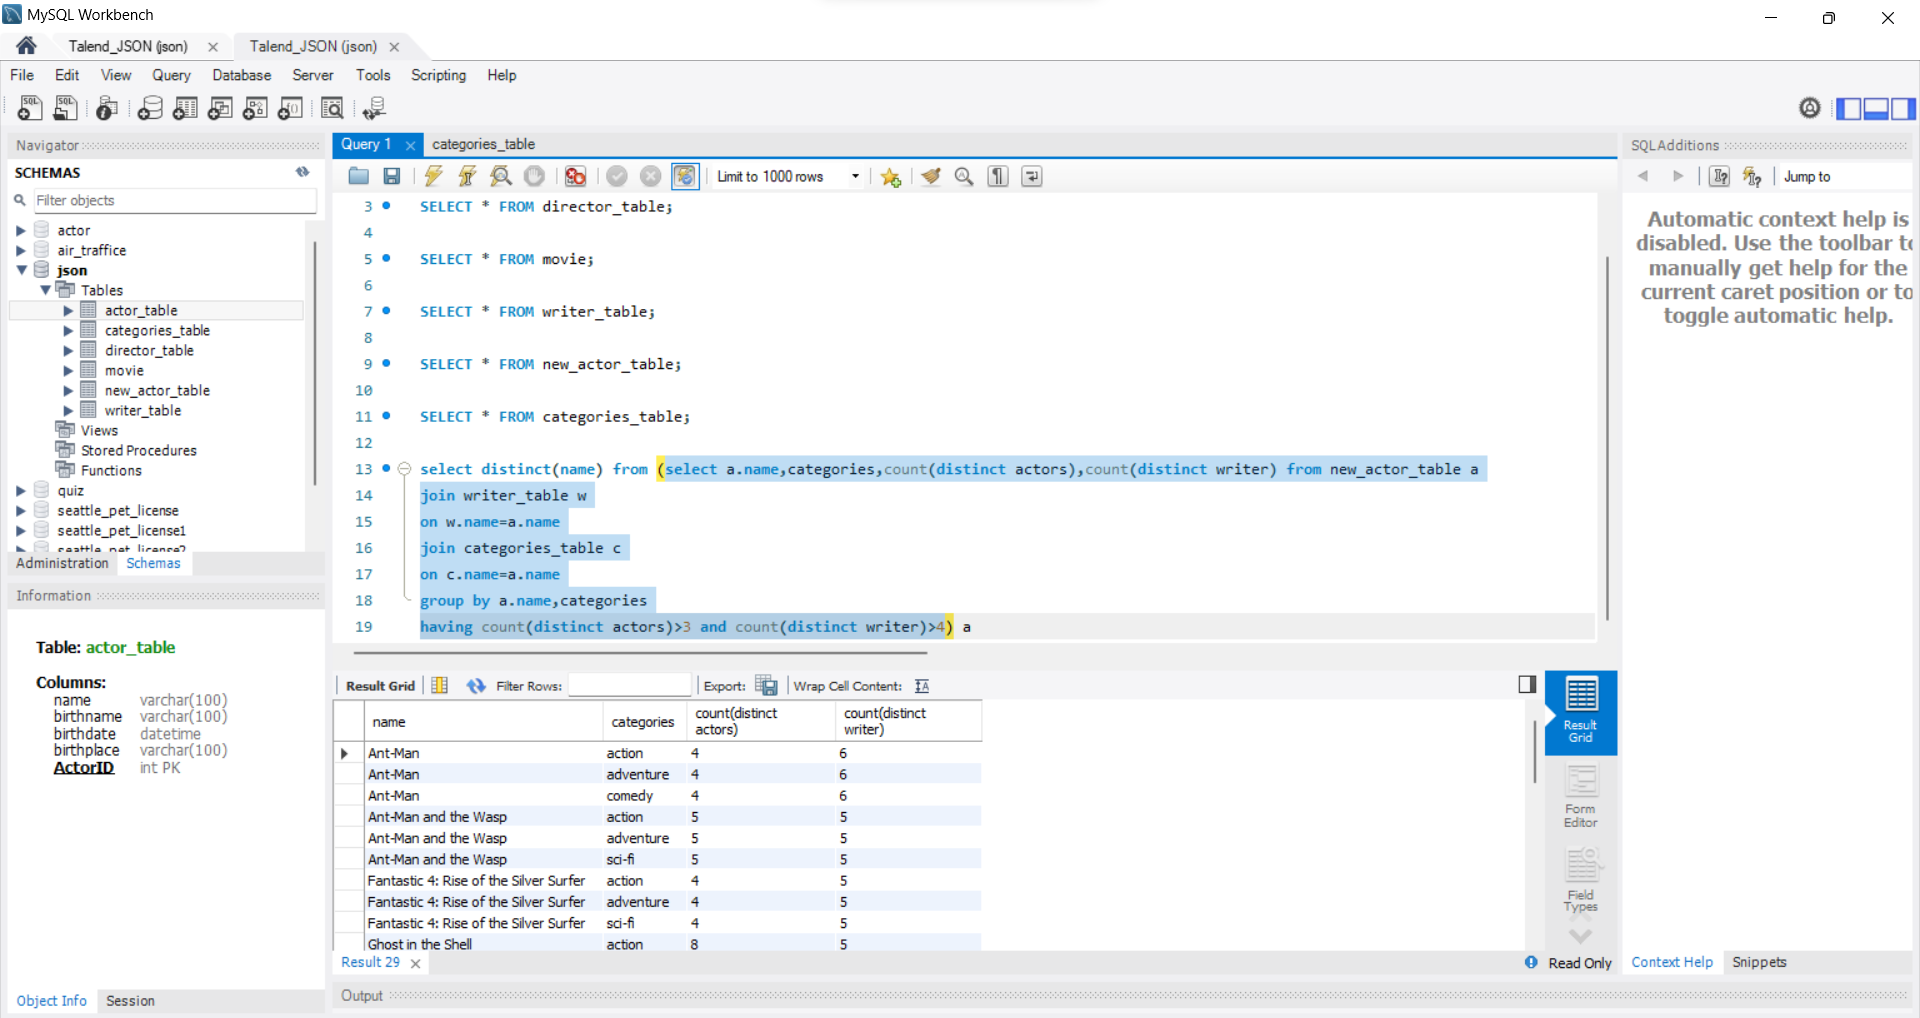 MySQL Workbench
Talend_JSON (json)
Talend_JSON (json)
File Edit View Query Database Server Tools Scripting Help
Navigator
SCHEMAS
Filter objects
actor
air_traffice
json
Tables
actor_table
categories_table
director_table
movie
new_actor_table
writer_table
Views
Stored Procedures
Functions
quiz
seattle_pet_license
seattle_pet_license1
seattle_pet_license2
Administration Schemas
Information
Table: actor_table
Columns:
name varchar(100)
birthname varchar(100)
birthdate datetime
birthplace varchar(100)
ActorID int PK
Object Info Session
Query 1 categories_table
Limit to 1000 rows
3 SELECT * FROM director_table;
4
5 SELECT * FROM movie;
6
7 SELECT * FROM writer_table;
8
9 SELECT * FROM new_actor_table;
10
11 SELECT * FROM categories_table;
12
13 select distinct(name) from (select a.name,categories,count(distinct actors),count(distinct writer) from new_actor_table a
14 join writer_table w
15 on w.name=a.name
16 join categories_table c
17 on c.name=a.name
18 group by a.name,categories
19 having count(distinct actors)>3 and count(distinct writer)>4) a
Result Grid Filter Rows: Export: Wrap Cell Content:
name categories count(distinct actors) count(distinct writer)
Ant-Man action 4 6
Ant-Man adventure 4 6
Ant-Man comedy 4 6
Ant-Man and the Wasp action 5 5
Ant-Man and the Wasp adventure 5 5
Ant-Man and the Wasp sci-fi 5 5
Fantastic 4: Rise of the Silver Surfer action 4 5
Fantastic 4: Rise of the Silver Surfer adventure 4 5
Fantastic 4: Rise of the Silver Surfer sci-fi 4 5
Ghost in the Shell action 8 5
Result Grid
Form Editor
Field Types
Result 29
Read Only
Output
SQLAdditions
Jump to
Automatic context help is
disabled. Use the toolbar to
manually get help for the
current caret position or to
toggle automatic help.
Context Help Snippets